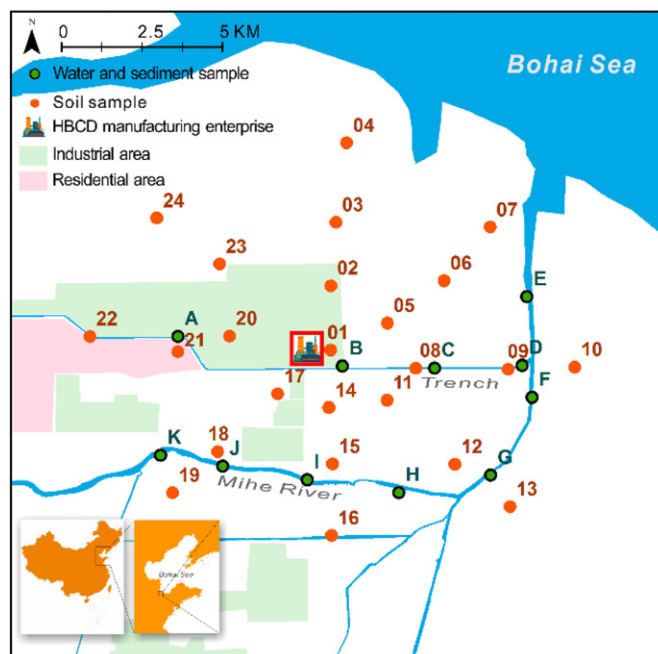 N
0 2.5 5 KM
Bohai Sea
Water and sediment sample
Soil sample
HBCD manufacturing enterprise
Industrial area
Residential area
04
24
03
07
23
02
06
E
05
22
A
20
01
21
B
08
C
09
D
10
Trench
17
14
11
F
K
18
J
15
12
G
I
H
19
Mihe River
13
16
Bohai Sea